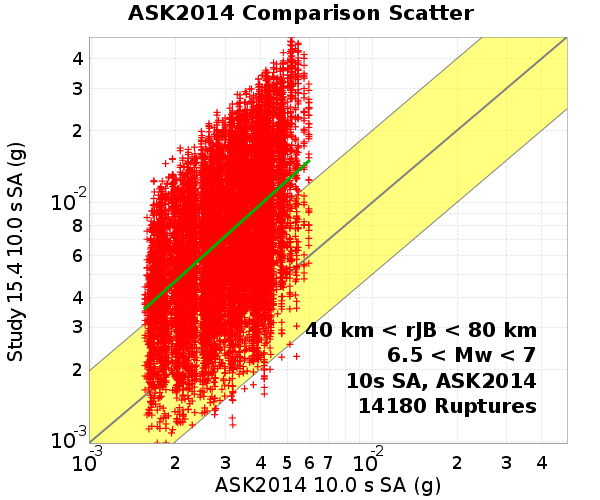 ASK2014 Comparison Scatter
Study 15.4 10.0 s SA (g)
4
3
2
10-2
8
6
4
3
2
10-3
40 km < rJB < 80 km
6.5 < Mw < 7
10s SA, ASK2014
14180 Ruptures
10-3 2 3 4 5 6 7 10-2 2 3 4
ASK2014 10.0 s SA (g)